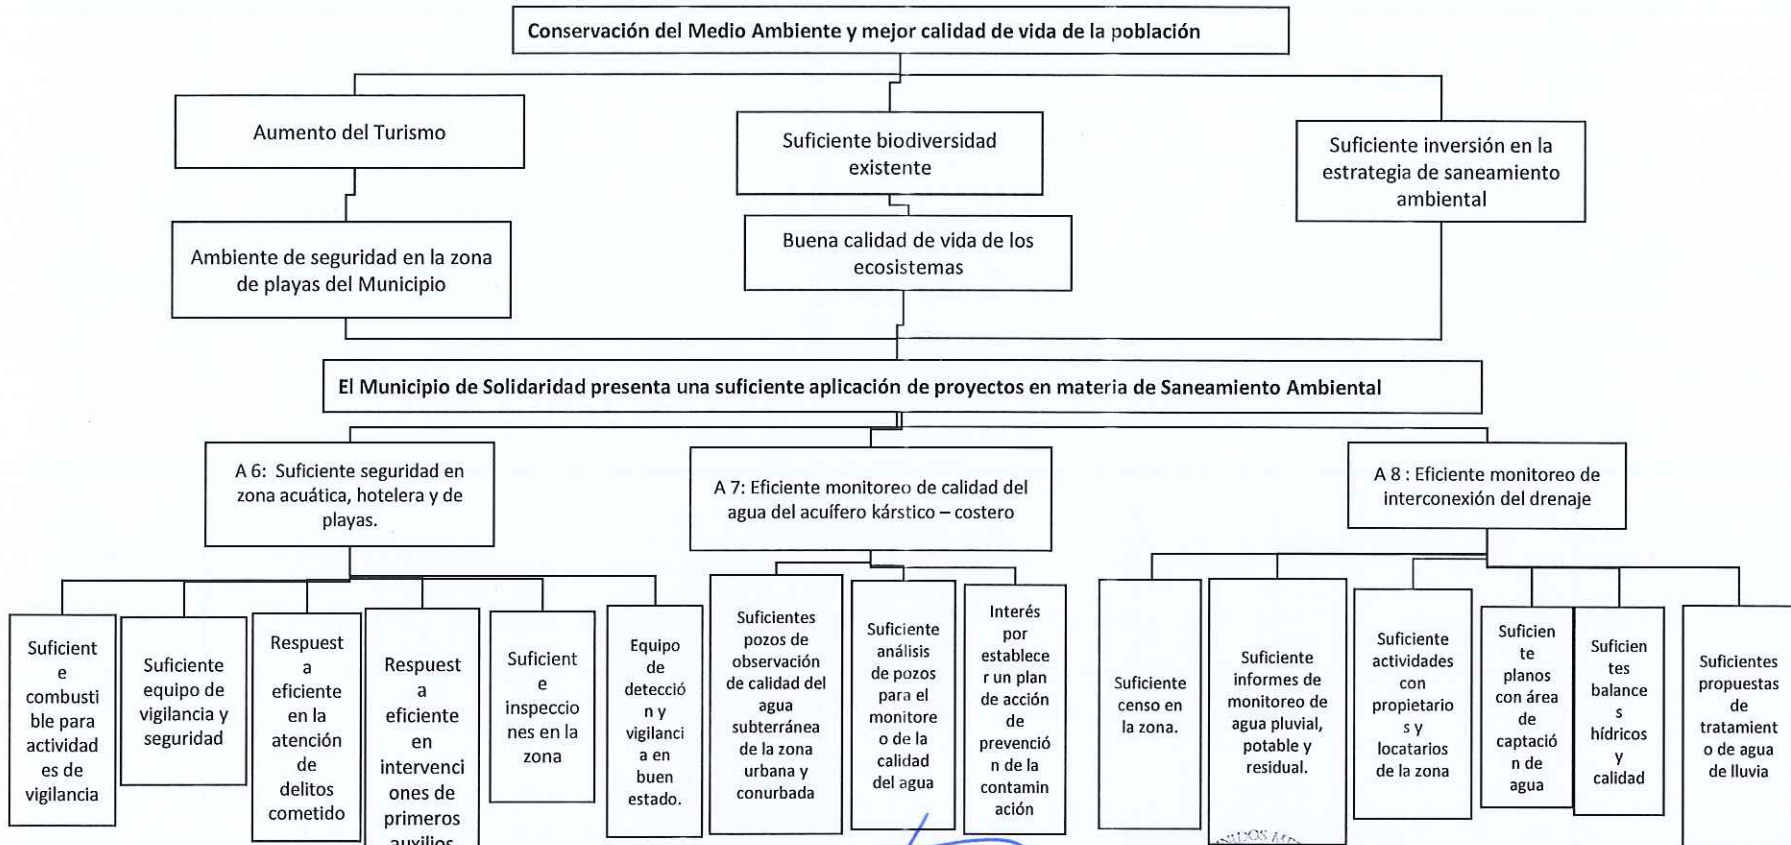 Conservación del Medio Ambiente y mejor calidad de vida de la población
Aumento del Turismo
Suficiente biodiversidad
existente
Suficiente inversión en la
estrategia de saneamiento
ambiental
Ambiente de seguridad en la zona
de playas del Municipio
Buena calidad de vida de los
ecosistemas
El Municipio de Solidaridad presenta una suficiente aplicación de proyectos en materia de Saneamiento Ambiental
A 6: Suficiente seguridad en
zona acuática, hotelera y de
playas.
A 7: Eficiente monitoreo de calidad del
agua del acuífero kárstico – costero
A 8 : Eficiente monitoreo de
interconexión del drenaje
Suficient
e
combusti
ble para
actividad
es de
vigilancia
Suficiente
equipo de
vigilancia y
seguridad
Respuest
a
eficiente
en la
atención
de
delitos
cometido
Respuest
a
eficiente
en
intervenci
ones de
primeros
auxilios
Suficient
e
inspeccio
nes en la
zona
Equipo
de
detecció
n y
vigilanci
a en
buen
estado.
Suficientes
pozos de
observación
de calidad del
agua
subterránea
de la zona
urbana y
conurbada
Suficiente
análisis
de pozos
para el
monitore
o de la
calidad
del agua
Interés
por
establece
r un plan
de acción
de
prevenció
n de la
contamin
ación
Suficiente
censo en
la zona.
Suficiente
informes de
monitoreo de
agua pluvial,
potable y
residual.
Suficiente
actividades
con
propietario
s y
locatarios
de la zona
Suficien
te
planos
con área
de
captació
n de
agua
Suficien
tes
balance
s
hídricos
y
calidad
Suficientes
propuestas
de
tratamient
o de agua
de lluvia